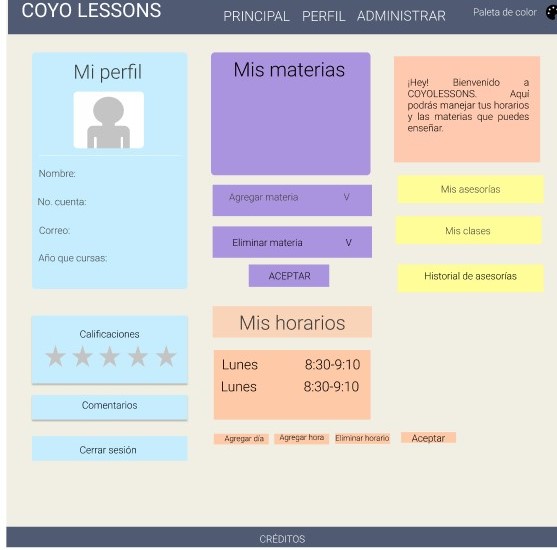 COYO LESSONS
PRINCIPAL PERFIL ADMINISTRAR
Paleta de color
Mi perfil
Nombre:
No. cuenta:
Correo:
Año que cursas:
Calificaciones
Comentarios
Cerrar sesión
Mis materias
Agregar materia V
Eliminar materia V
ACEPTAR
Mis horarios
Lunes 8:30-9:10
Lunes 8:30-9:10
Agregar día Agregar hora Eliminar horario Aceptar
¡Hey! Bienvenido a
COYOLESSONS. Aquí
podrás manejar tus horarios
y las materias que puedes
enseñar.
Mis asesorías
Mis clases
Historial de asesorías
CRÉDITOS